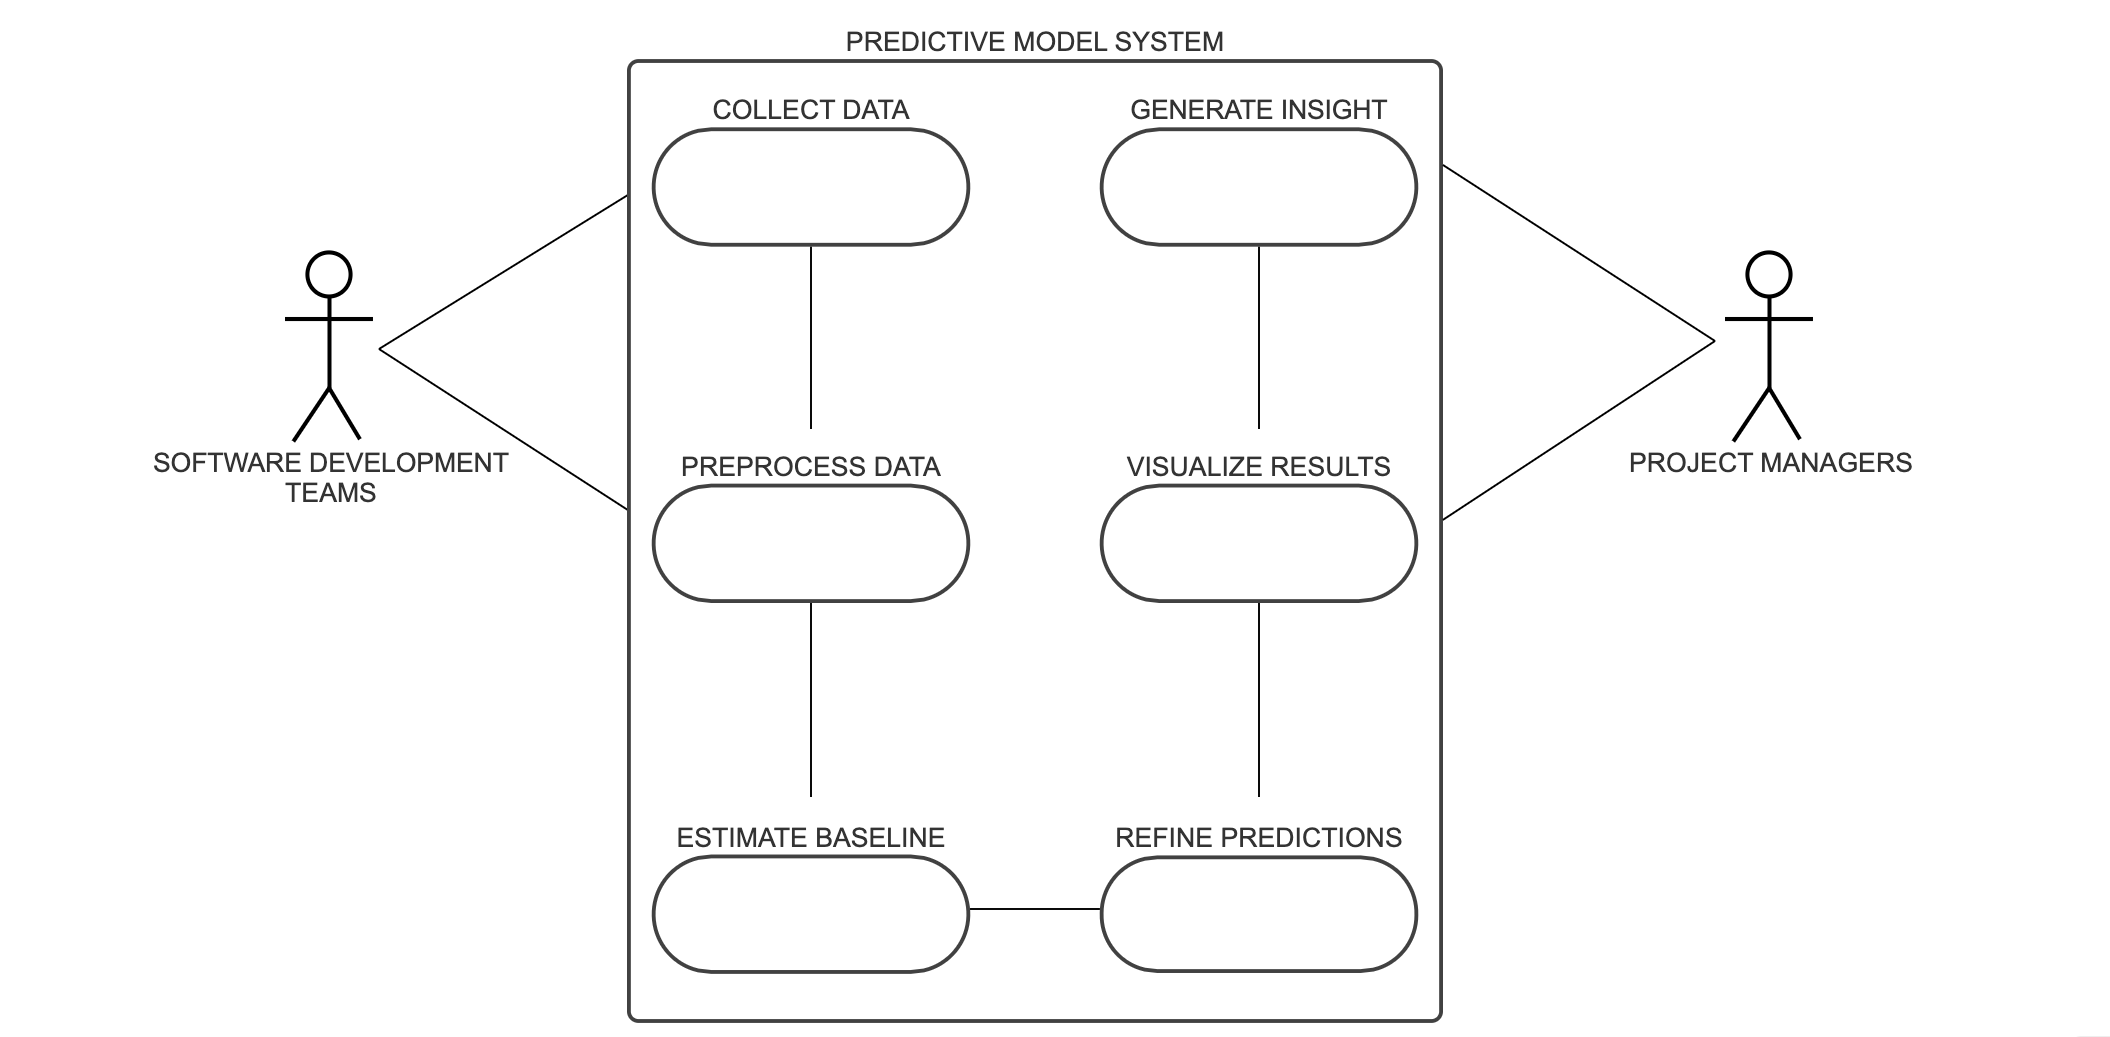 PREDICTIVE MODEL SYSTEM
COLLECT DATA
GENERATE INSIGHT
SOFTWARE DEVELOPMENT
TEAMS
PREPROCESS DATA
VISUALIZE RESULTS
PROJECT MANAGERS
ESTIMATE BASELINE
REFINE PREDICTIONS